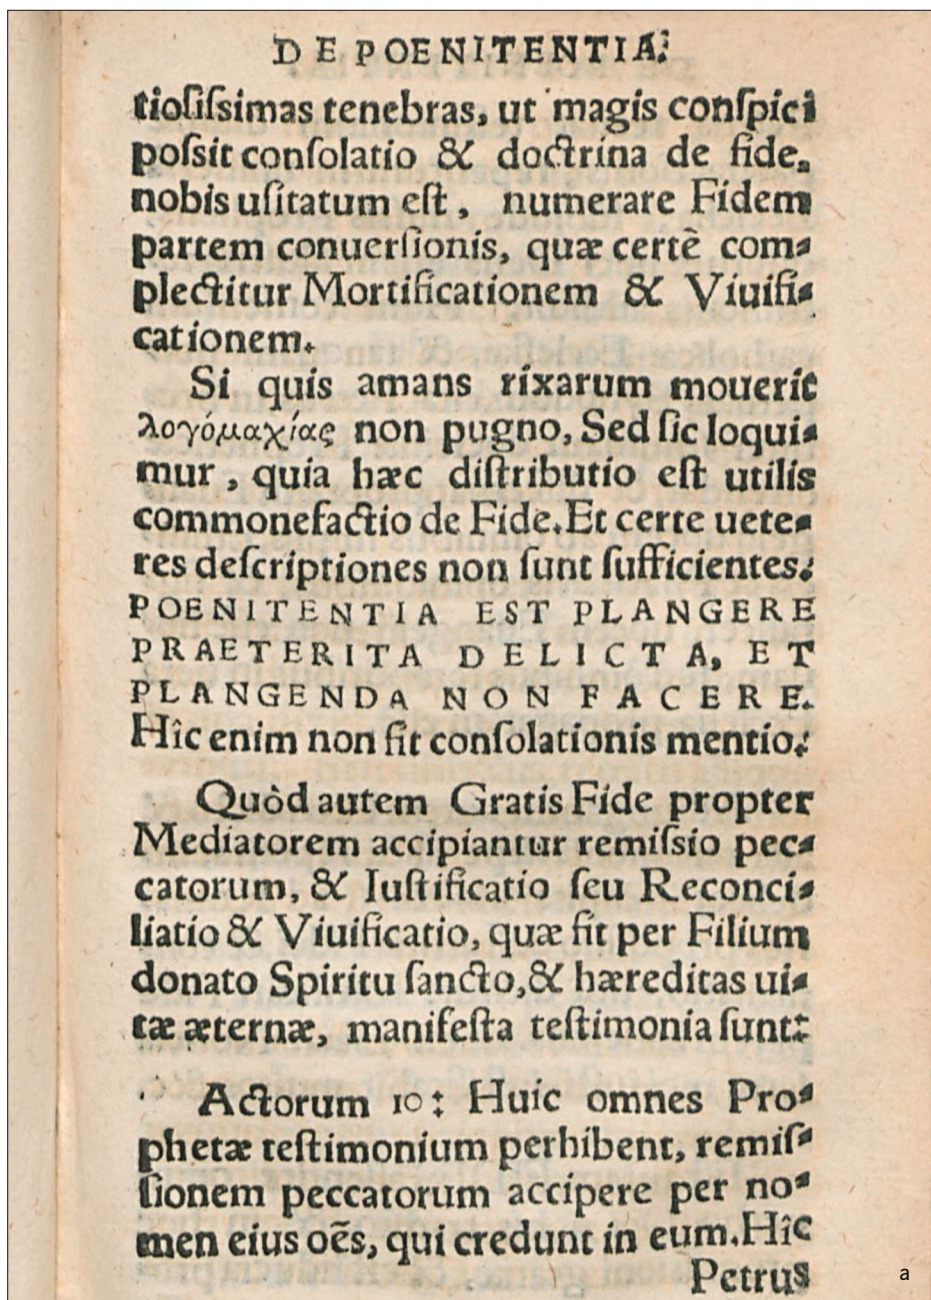 DE POENITENTIA.
tiosiſsimas tenebras, ut magis conſpici
poſsit conſolatio & doctrina de fide,
nobis uſitatum eſt, numerare Fidem
partem conuerſionis, quæ certè com-
plectitur Mortificationem & Viuifi-
cationem.
Si quis amans rixarum mouerit
λογόμαχίας non pugno, Sed ſic loqui-
mur, quia hæc diſtributio eſt utilis
commonefactio de Fide. Et certe uete-
res deſcriptiones non ſunt ſufficientes:
POENITENTIA EST PLANGERE
PRAETERITA DELICTA, ET
PLANGENDA NON FACERE.
Hîc enim non fit conſolationis mentio:
Quòd autem Gratis Fide propter
Mediatorem accipiantur remiſsio pec-
catorum, & Iuſtificatio ſeu Reconci-
liatio & Viuificatio, quæ fit per Filium
donato Spiritu ſancto, & hæreditas ui-
tæ æternæ, manifeſta teſtimonia ſunt:
Actorum 10: Huic omnes Pro-
phetæ teſtimonium perhibent, remiſ-
ſionem peccatorum accipere per no-
men eius oẽs, qui credunt in eum. Hîc
Petrus
a